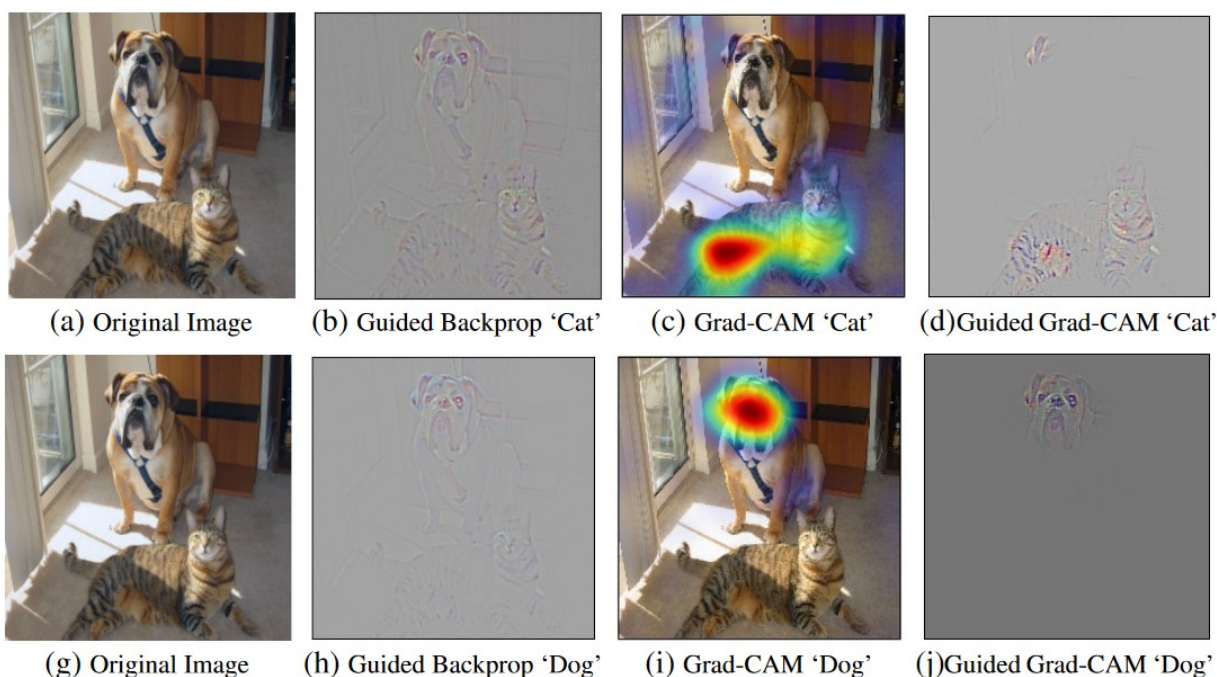 (a) Original Image
(b) Guided Backprop ‘Cat’
(c) Grad-CAM ‘Cat’
(d)Guided Grad-CAM ‘Cat’
(g) Original Image
(h) Guided Backprop ‘Dog’
(i) Grad-CAM ‘Dog’
(j)Guided Grad-CAM ‘Dog’